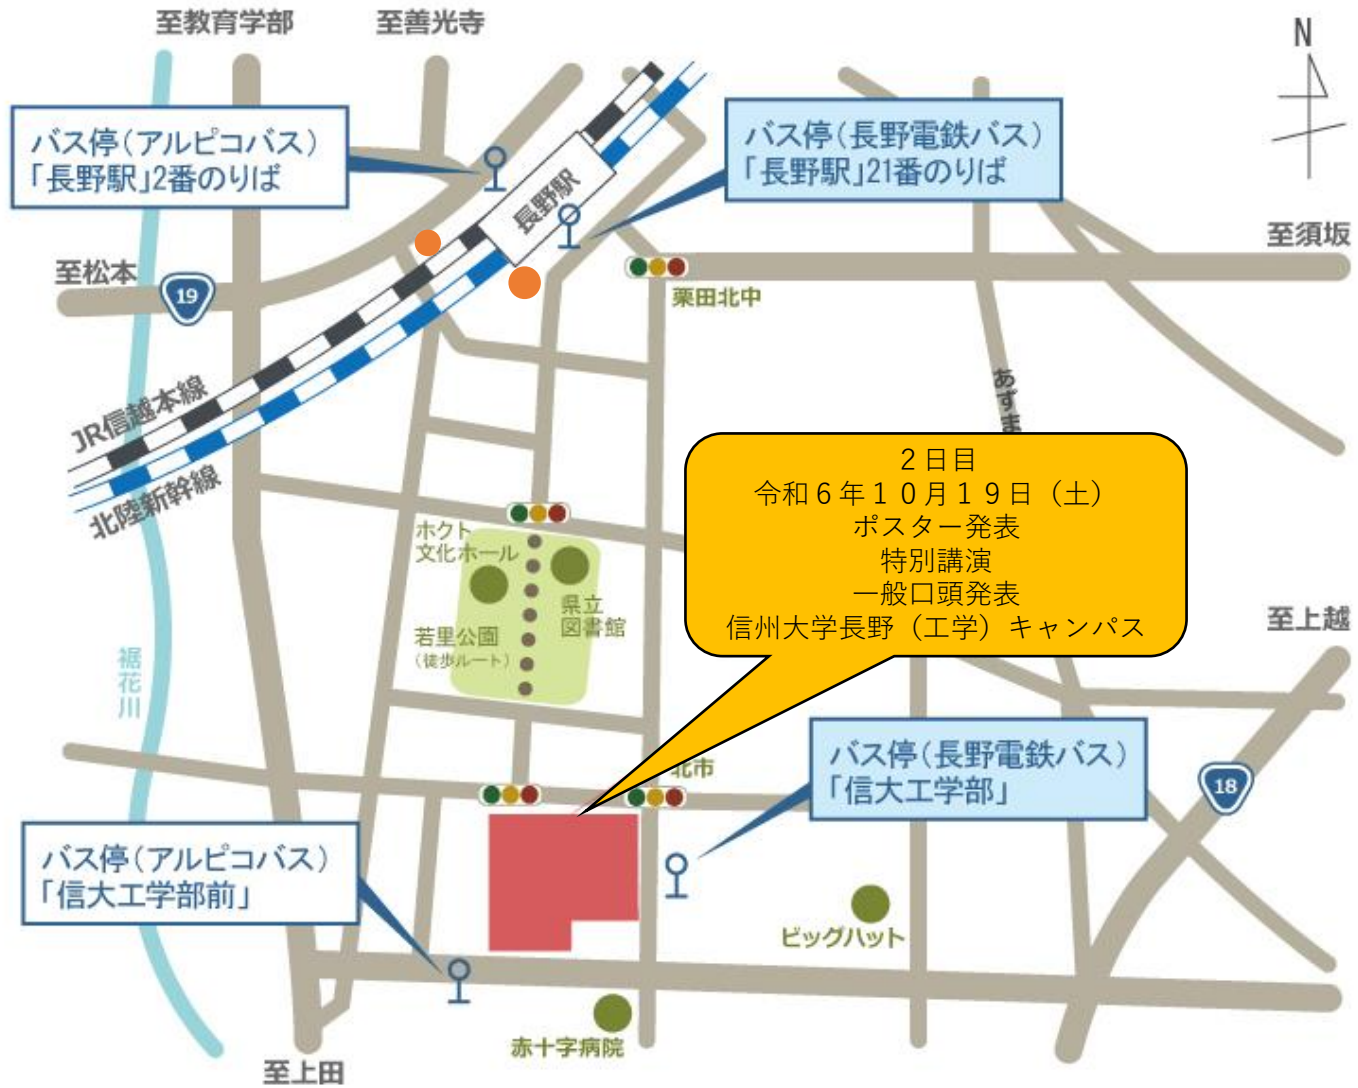 至教育学部
至善光寺
N
バス停(アルピコバス)
「長野駅」2番のりば
バス停(長野電鉄バス)
「長野駅」21番のりば
長野駅
至須坂
至松本
19
栗田北中
あずま
JR信越本線
北陸新幹線
2日目
令和6年10月19日(土)
ポスター発表
特別講演
一般口頭発表
信州大学長野(工学)キャンパス
ホクト
文化ホール
県立
図書館
若里公園
(徒歩ルート)
至上越
裾花川
北市
バス停(長野電鉄バス)
「信大工学部」
18
バス停(アルピコバス)
「信大工学部前」
ビッグハット
赤十字病院
至上田